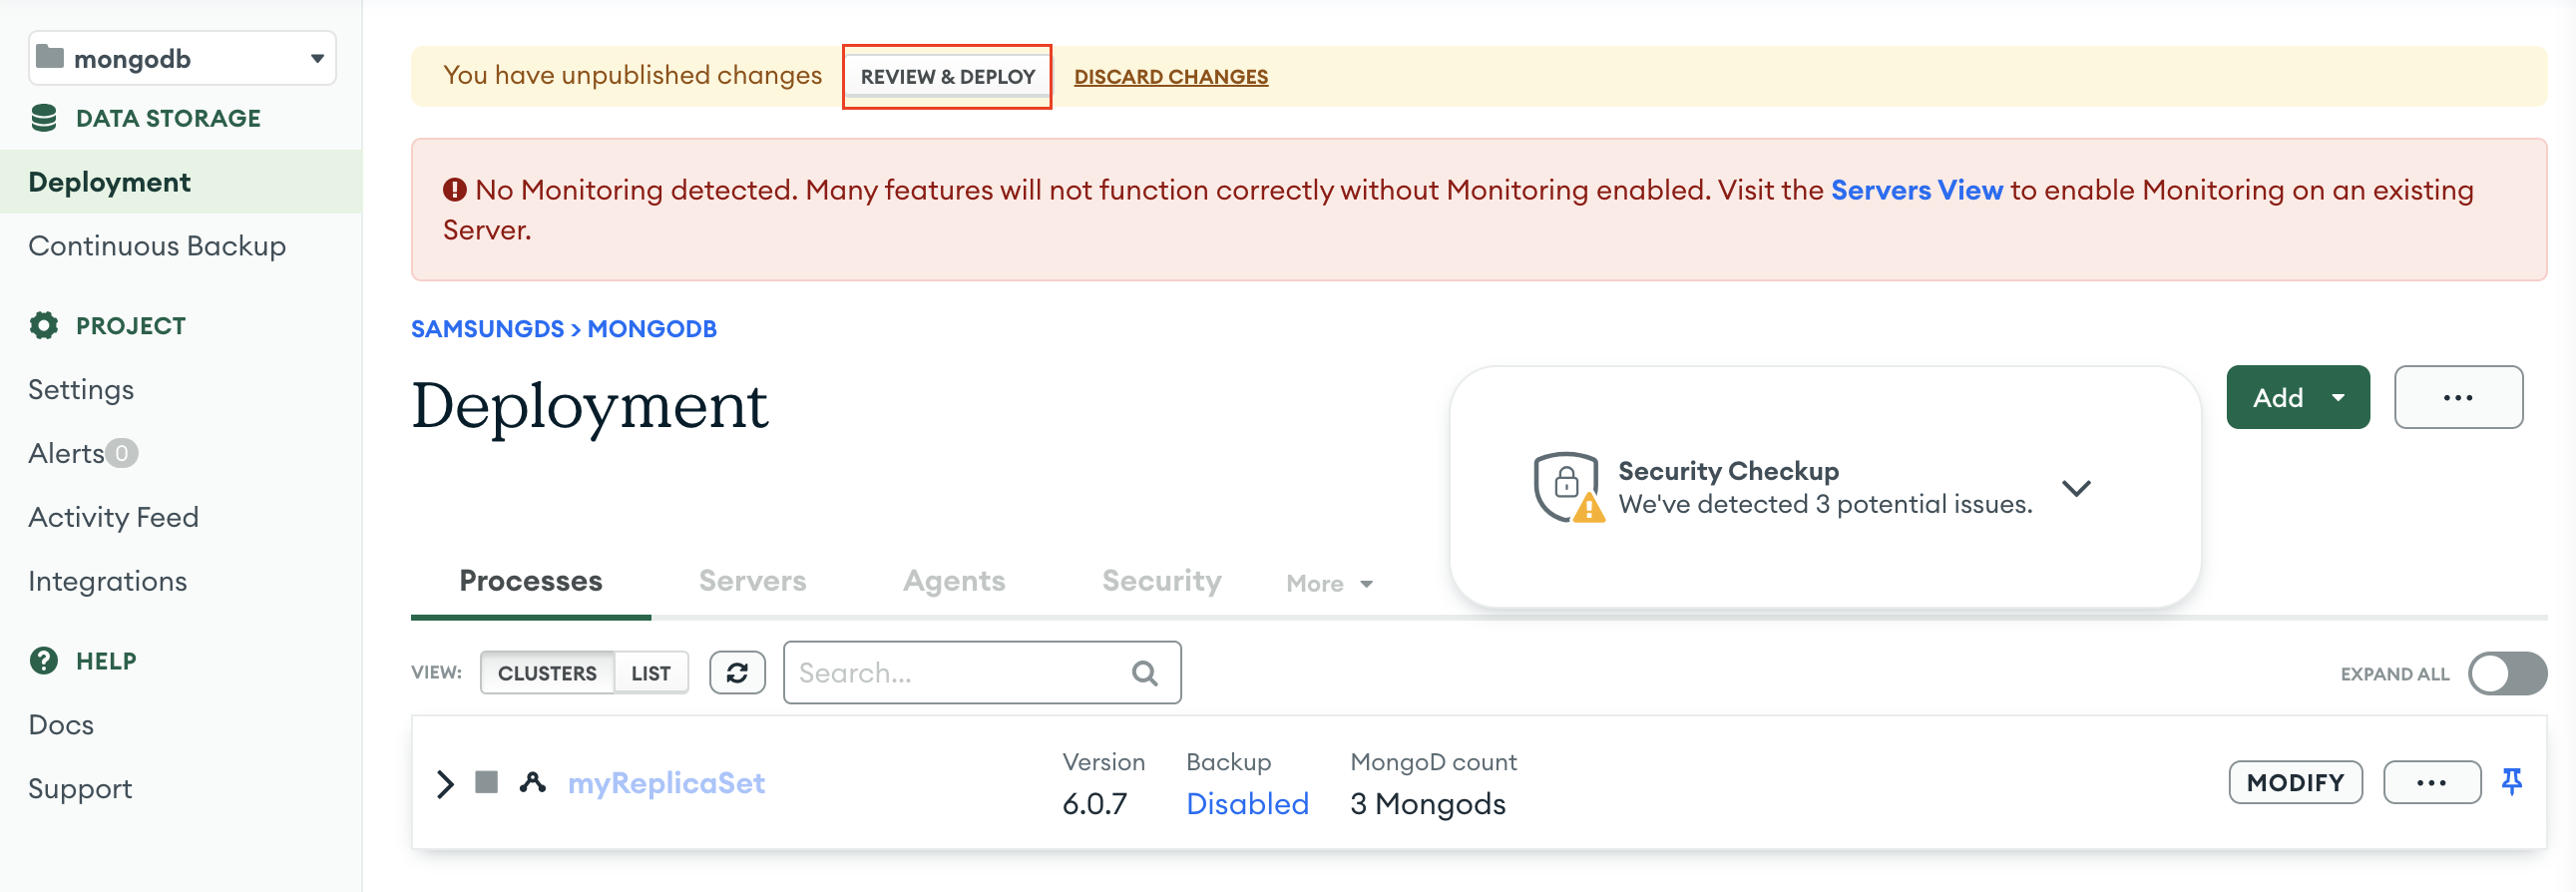 mongodb
DATA STORAGE
Deployment
Continuous Backup
PROJECT
Settings
Alerts 0
Activity Feed
Integrations
HELP
Docs
Support
You have unpublished changes REVIEW & DEPLOY DISCARD CHANGES
No Monitoring detected. Many features will not function correctly without Monitoring enabled. Visit the Servers View to enable Monitoring on an existing
Server.
SAMSUNGDS > MONGODB
Deployment
Security Checkup
We've detected 3 potential issues.
Add
...
Processes Servers Agents Security More
VIEW: CLUSTERS LIST Search... EXPAND ALL
myReplicaSet
Version Backup MongoD count
6.0.7 Disabled 3 Mongods
MODIFY ...